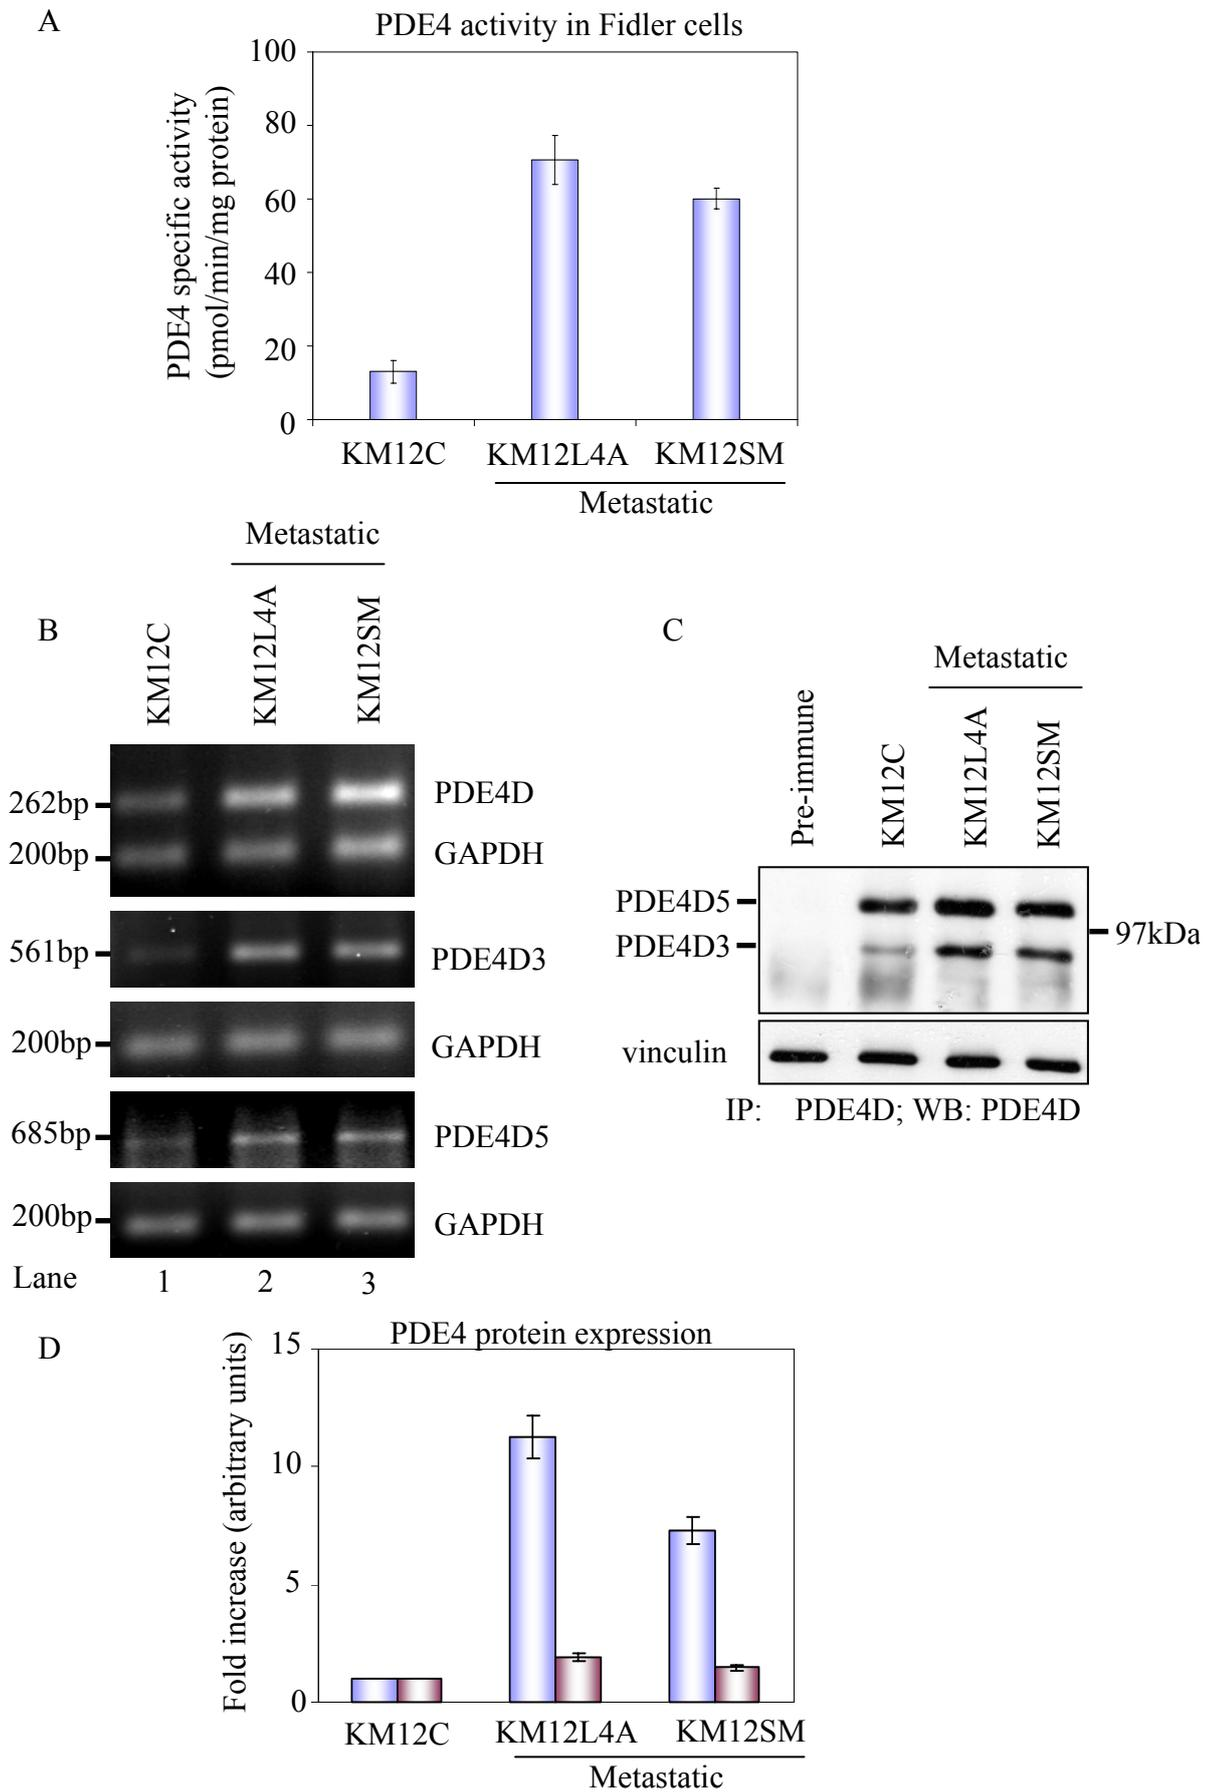 A
PDE4 activity in Fidler cells
PDE4 specific activity
(pmol/min/mg protein)
100
80
60
40
20
0
KM12C KM12L4A KM12SM
Metastatic
B
Metastatic
KM12C KM12L4A KM12SM
262bp PDE4D
200bp GAPDH
561bp PDE4D3
200bp GAPDH
685bp PDE4D5
200bp GAPDH
Lane 1 2 3
C
Metastatic
Pre-immune KM12C KM12L4A KM12SM
PDE4D5
97kDa
PDE4D3
vinculin
IP: PDE4D; WB: PDE4D
D
PDE4 protein expression
Fold increase (arbitrary units)
15
10
5
0
KM12C KM12L4A KM12SM
Metastatic